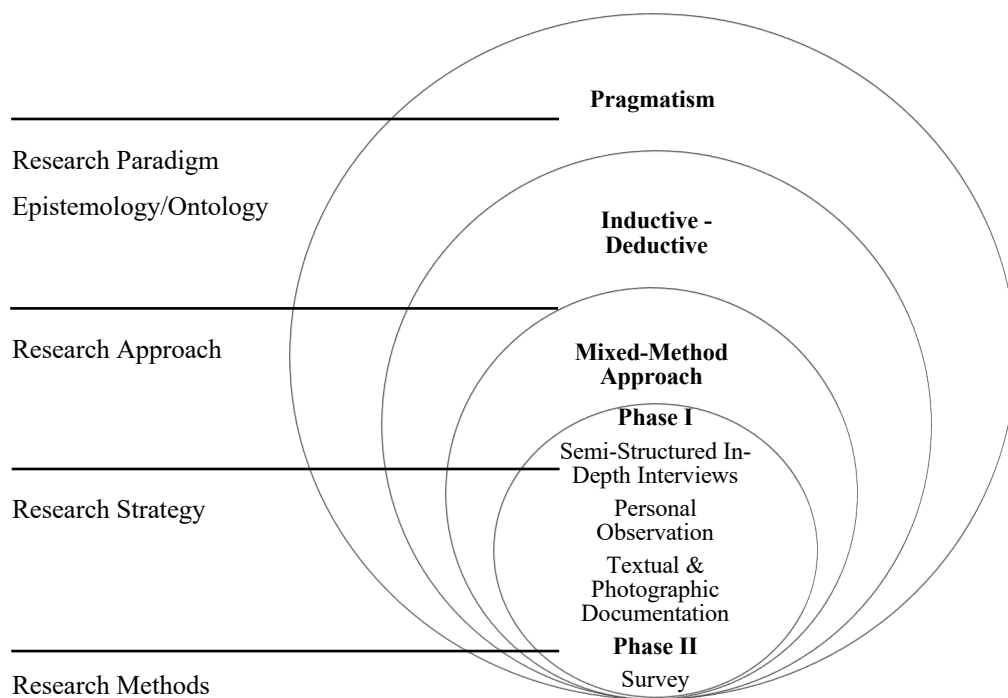 Pragmatism
Research Paradigm
Epistemology/Ontology
Inductive -
Deductive
Research Approach
Mixed-Method
Approach
Phase I
Semi-Structured In-
Depth Interviews
Research Strategy
Personal
Observation
Textual &
Photographic
Documentation
Phase II
Survey
Research Methods